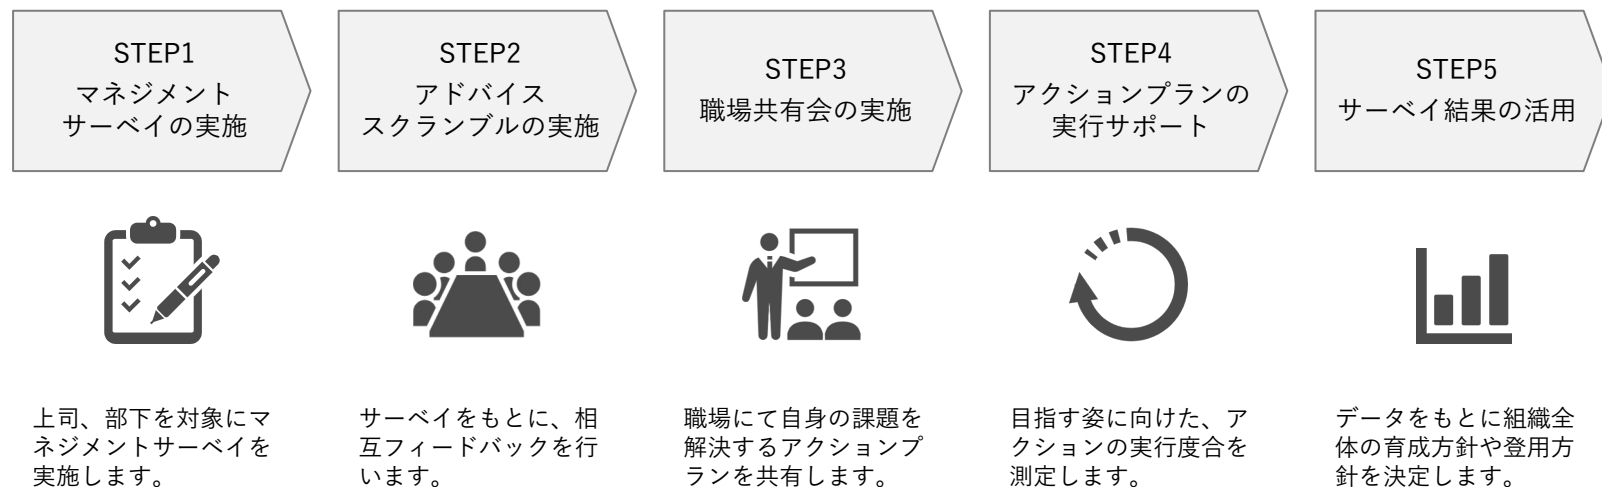 STEP1
マネジメント
サーベイの実施
STEP2
アドバイス
スクランブルの実施
STEP3
職場共有会の実施
STEP4
アクションプランの
実行サポート
STEP5
サーベイ結果の活用
上司、部下を対象にマ
ネジメントサーベイを
実施します。
サーベイをもとに、相
互フィードバックを行
います。
職場にて自身の課題を
解決するアクションプ
ランを共有します。
目指す姿に向けた、ア
クションの実行度合を
測定します。
データをもとに組織全
体の育成方針や登用方
針を決定します。